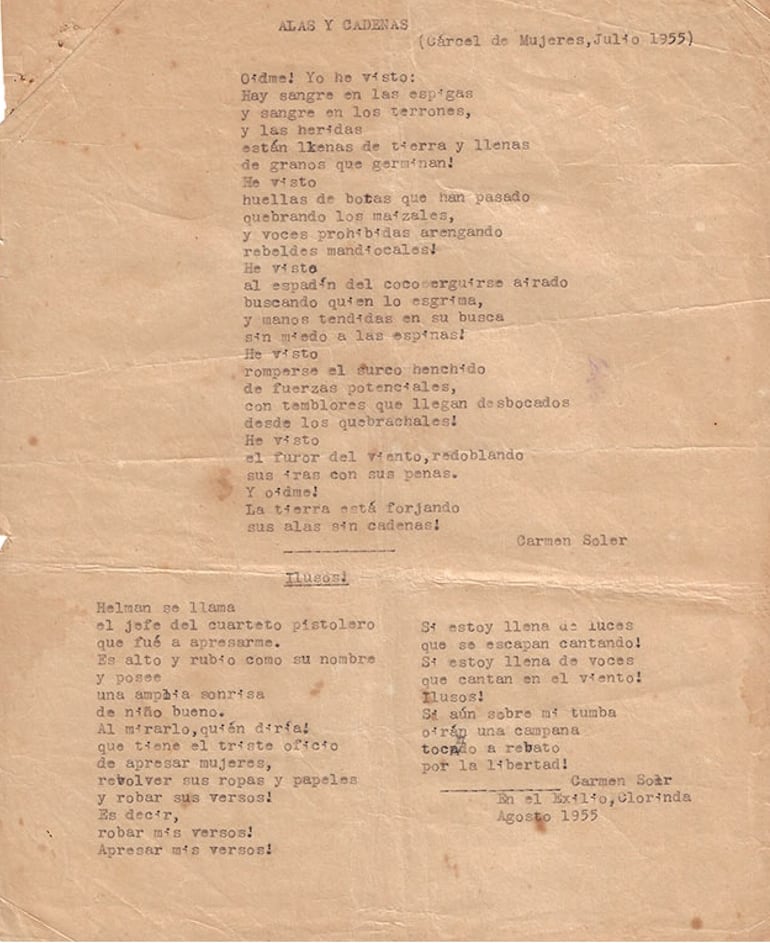 ALAS Y CADENAS
(Cárcel de Mujeres,Julio 1955)
Oidme! Yo he visto:
Hay sangre en las espigas
y sangre en los terrones,
y las heridas
están llenas de tierra y llenas
de granos que germinan!
He visto
huellas de botas que han pasado
quebrando los maizales,
y voces prohibidas arengando
rebeldes mandiocales!
He visto
al espadín del coco erguirse airado
buscando quien lo esgrima,
y manos tendidas en su busca
sin miedo a las espinas!
He visto
romperse el surco henchido
de fuerzas potenciales,
con temblores que llegan desbocados
desde los quebrachales!
He visto
el furor del viento,redoblando
sus iras con sus penas.
Y oidme!
La tierra está forjando
sus alas sin cadenas!
Carmen Soler
Ilusos!
Helman se llama
el jefe del cuarteto pistolero
que fué a apresarme.
Es alto y rubio como su nombre
y posee
una amplia sonrisa
de niño bueno.
Al mirarlo,quién diría!
que tiene el triste oficio
de apresar mujeres,
revolver sus ropas y papeles
y robar sus versos!
Es decir,
robar mis versos!
Apresar mis versos!
Si estoy llena de luces
que se escapan cantando!
Si estoy llena de voces
que cantan en el viento!
Ilusos!
Si aún sobre mi tumba
oirán una campana
tocando a rebato
por la libertad!
Carmen Soler
En el Exilio,Clorinda
Agosto 1955